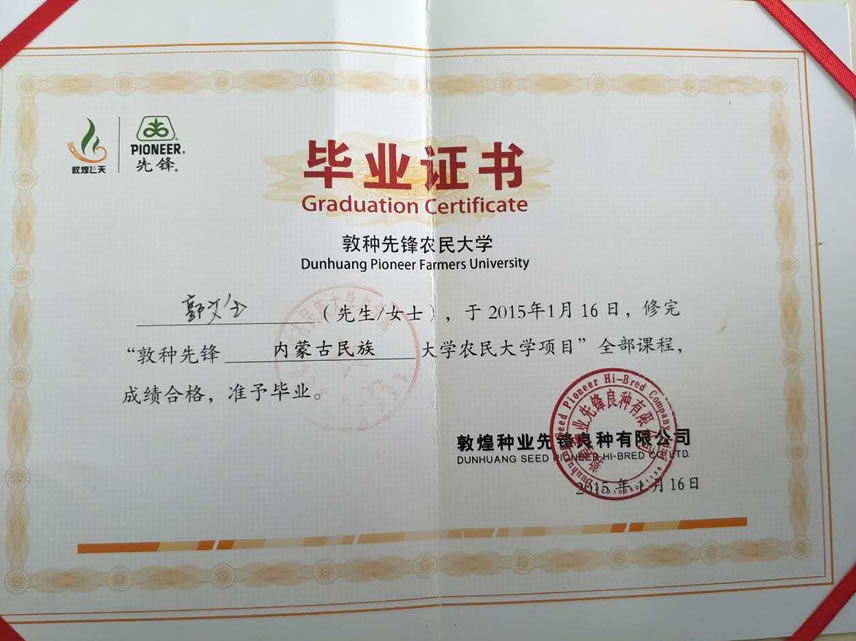 敦煌飞天
PIONEER®
先锋®
毕业证书
Graduation Certificate
敦种先锋农民大学
Dunhuang Pioneer Farmers University
郭 （先生/女士），于2015年1月16日，修完
“敦种先锋 内蒙古民族 大学农民大学项目”全部课程，
成绩合格，准予毕业。
敦煌种业先锋良种有限公司
DUNHUANG SEED PIONEER HI-BRED CO.,LTD.
2015年1月16日